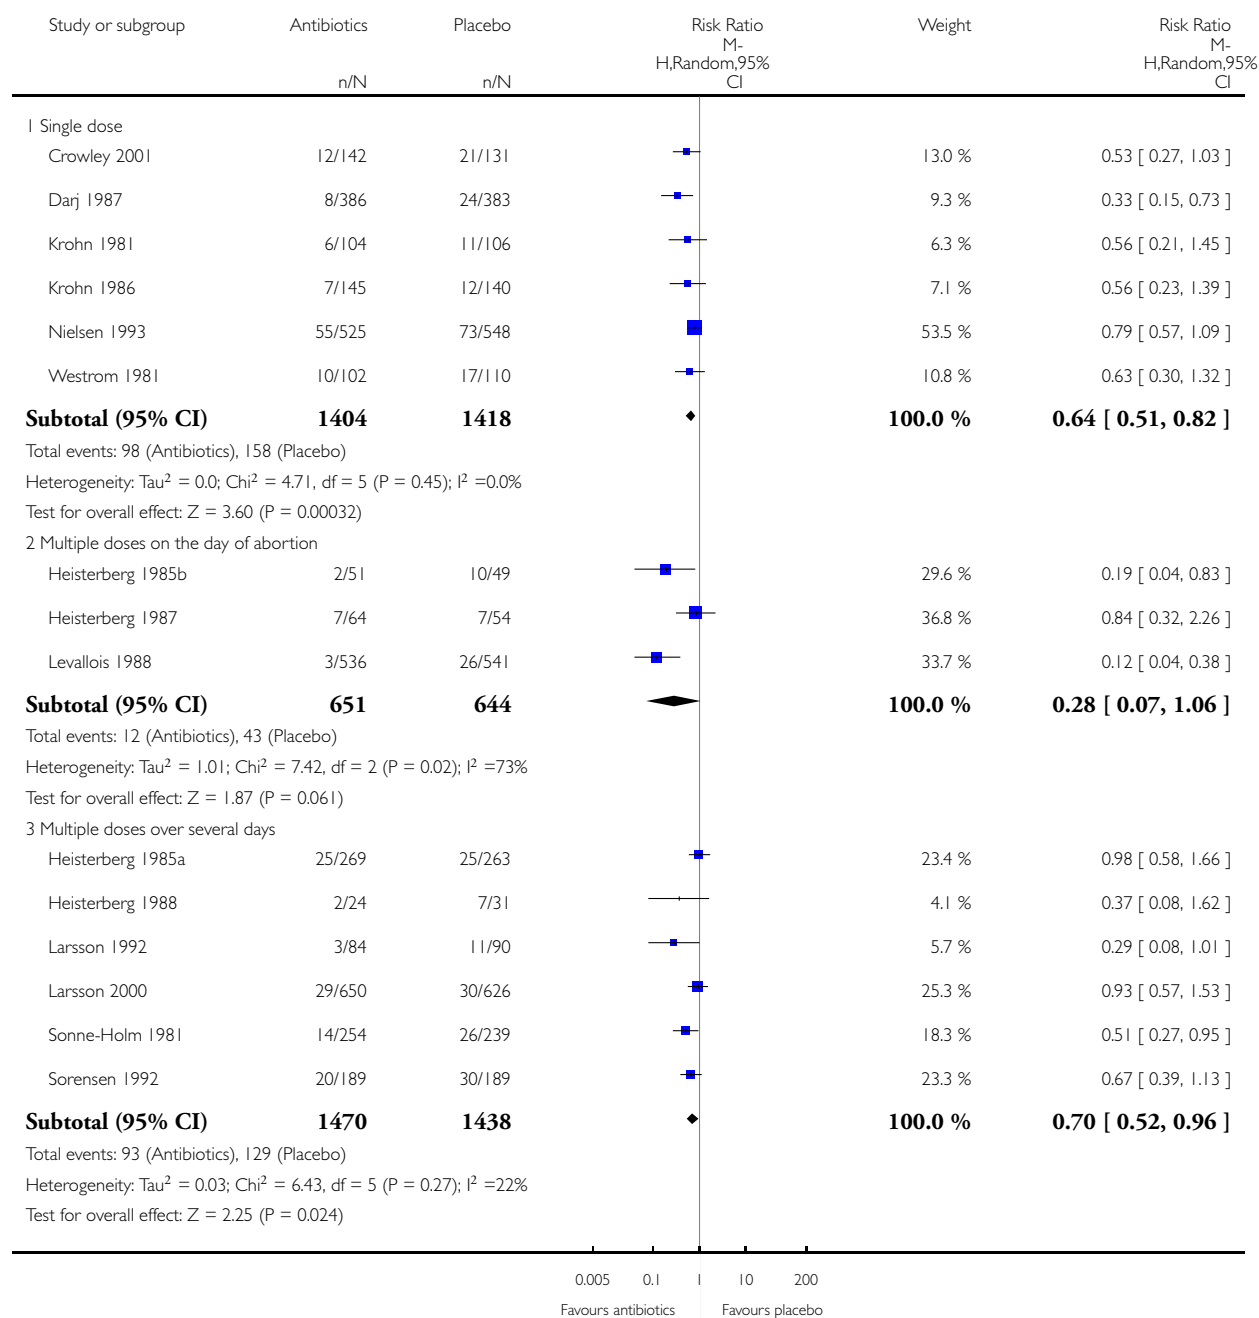 Study or subgroup Antibiotics Placebo Risk Ratio Weight Risk Ratio
M- M-
H,Random,95% H,Random,95%
n/N n/N CI CI
1 Single dose
Crowley 2001 12/142 21/131 13.0 % 0.53 [ 0.27, 1.03 ]
Darj 1987 8/386 24/383 9.3 % 0.33 [ 0.15, 0.73 ]
Krohn 1981 6/104 11/106 6.3 % 0.56 [ 0.21, 1.45 ]
Krohn 1986 7/145 12/140 7.1 % 0.56 [ 0.23, 1.39 ]
Nielsen 1993 55/525 73/548 53.5 % 0.79 [ 0.57, 1.09 ]
Westrom 1981 10/102 17/110 10.8 % 0.63 [ 0.30, 1.32 ]
Subtotal (95% CI) 1404 1418 100.0 % 0.64 [ 0.51, 0.82 ]
Total events: 98 (Antibiotics), 158 (Placebo)
Heterogeneity: Tau² = 0.0; Chi² = 4.71, df = 5 (P = 0.45); I² =0.0%
Test for overall effect: Z = 3.60 (P = 0.00032)
2 Multiple doses on the day of abortion
Heisterberg 1985b 2/51 10/49 29.6 % 0.19 [ 0.04, 0.83 ]
Heisterberg 1987 7/64 7/54 36.8 % 0.84 [ 0.32, 2.26 ]
Levallois 1988 3/536 26/541 33.7 % 0.12 [ 0.04, 0.38 ]
Subtotal (95% CI) 651 644 100.0 % 0.28 [ 0.07, 1.06 ]
Total events: 12 (Antibiotics), 43 (Placebo)
Heterogeneity: Tau² = 1.01; Chi² = 7.42, df = 2 (P = 0.02); I² =73%
Test for overall effect: Z = 1.87 (P = 0.061)
3 Multiple doses over several days
Heisterberg 1985a 25/269 25/263 23.4 % 0.98 [ 0.58, 1.66 ]
Heisterberg 1988 2/24 7/31 4.1 % 0.37 [ 0.08, 1.62 ]
Larsson 1992 3/84 11/90 5.7 % 0.29 [ 0.08, 1.01 ]
Larsson 2000 29/650 30/626 25.3 % 0.93 [ 0.57, 1.53 ]
Sonne-Holm 1981 14/254 26/239 18.3 % 0.51 [ 0.27, 0.95 ]
Sorensen 1992 20/189 30/189 23.3 % 0.67 [ 0.39, 1.13 ]
Subtotal (95% CI) 1470 1438 100.0 % 0.70 [ 0.52, 0.96 ]
Total events: 93 (Antibiotics), 129 (Placebo)
Heterogeneity: Tau² = 0.03; Chi² = 6.43, df = 5 (P = 0.27); I² =22%
Test for overall effect: Z = 2.25 (P = 0.024)
0.005 0.1 1 10 200
Favours antibiotics Favours placebo